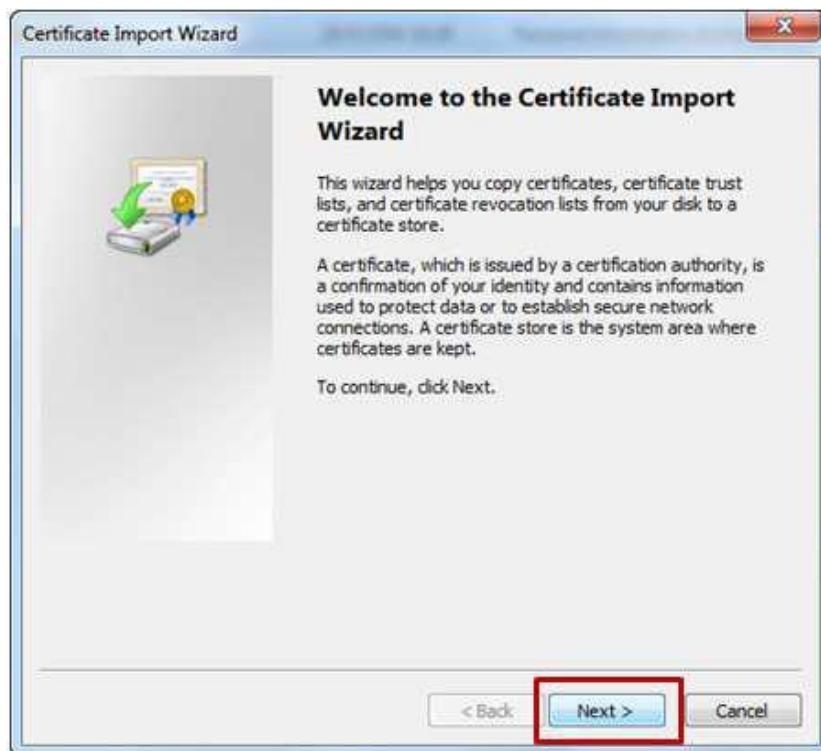 Certificate Import Wizard
Welcome to the Certificate Import
Wizard
This wizard helps you copy certificates, certificate trust
lists, and certificate revocation lists from your disk to a
certificate store.
A certificate, which is issued by a certification authority, is
a confirmation of your identity and contains information
used to protect data or to establish secure network
connections. A certificate store is the system area where
certificates are kept.
To continue, click Next.
< Back Next > Cancel